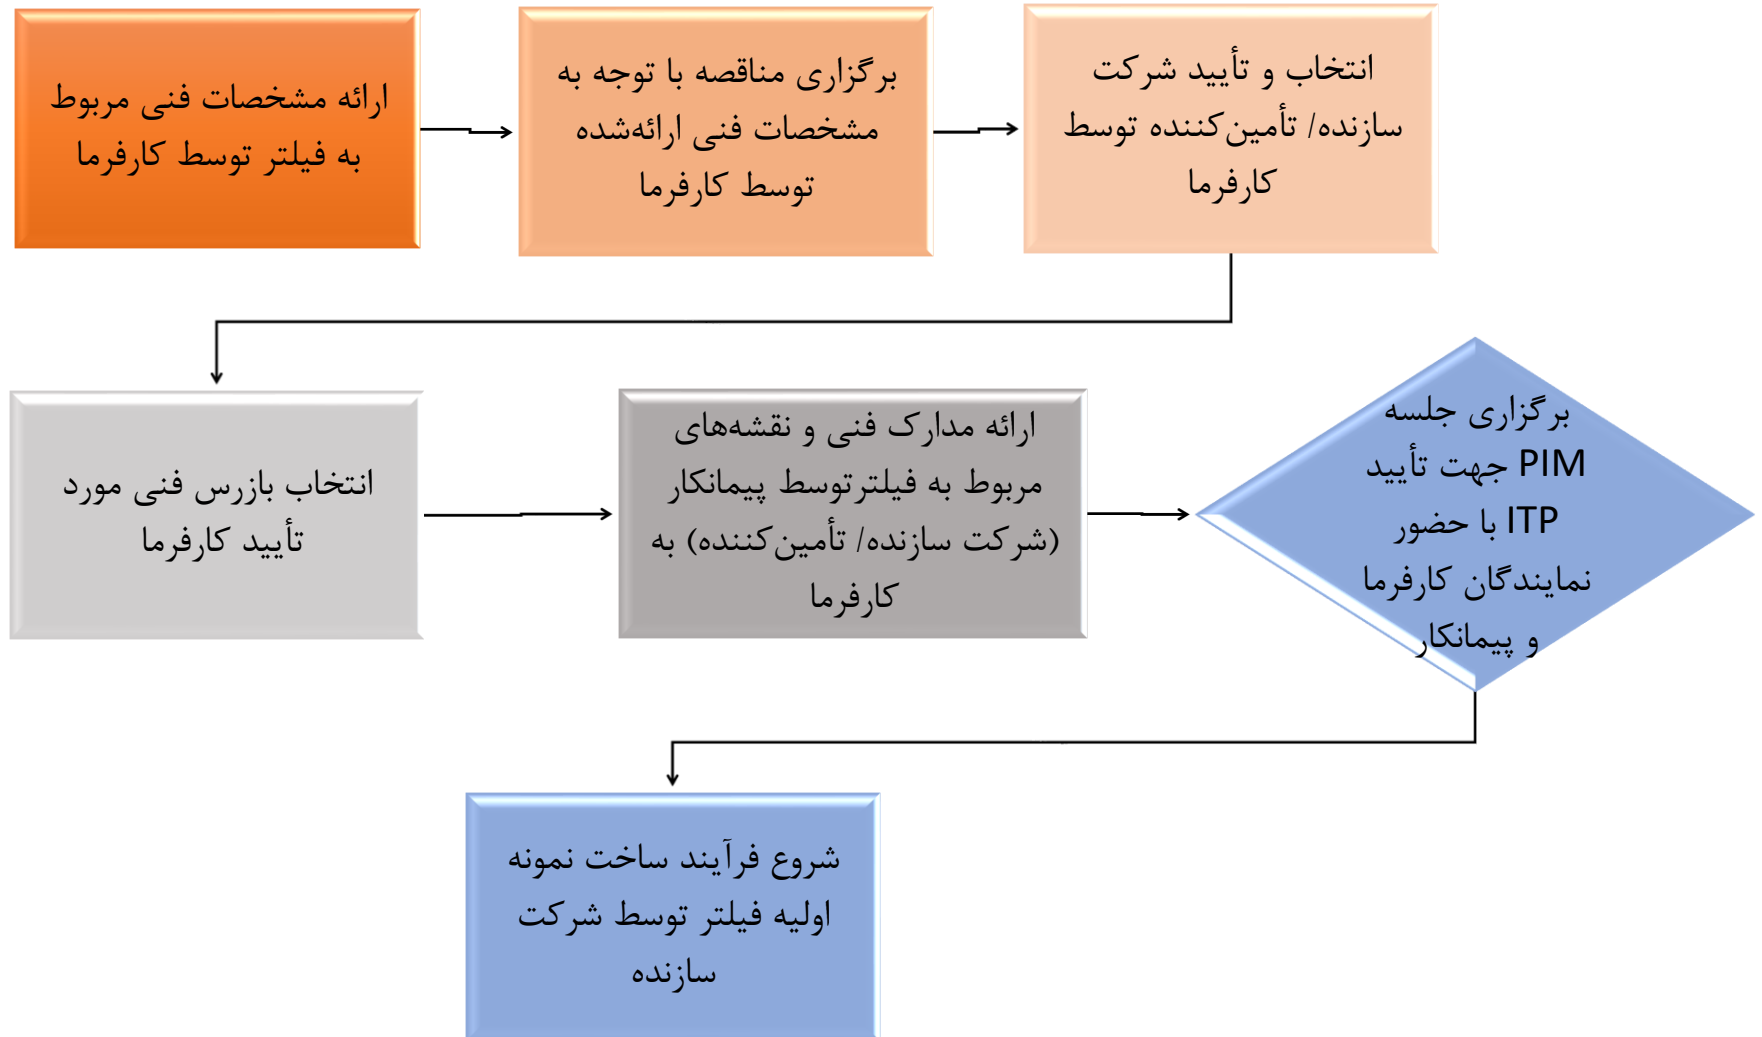 ارائه مشخصات فنی مربوط
به فیلتر توسط کارفرما
برگزاری مناقصه با توجه به
مشخصات فنی ارائه‌شده
توسط کارفرما
انتخاب و تأیید شرکت
سازنده/ تأمین‌کننده توسط
کارفرما
انتخاب بازرس فنی مورد
تأیید کارفرما
ارائه مدارک فنی و نقشه‌های
مربوط به فیلترتوسط پیمانکار
(شرکت سازنده/ تأمین‌کننده) به
کارفرما
برگزاری جلسه
PIM جهت تأیید
ITP با حضور
نمایندگان کارفرما
و پیمانکار
شروع فرآیند ساخت نمونه
اولیه فیلتر توسط شرکت
سازنده